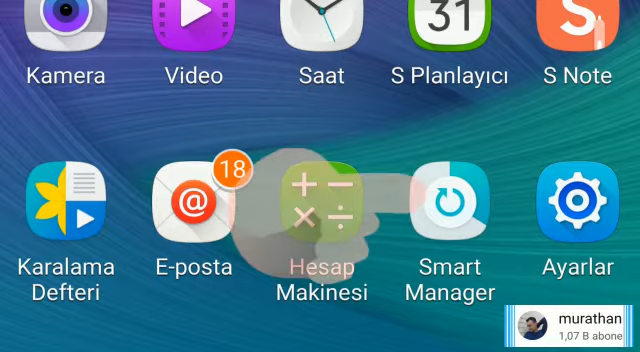 31
S
Kamera
Video
Saat
S Planlayıcı
S Note
18
@
Karalama
Defteri
E-posta
Hesap
Makinesi
Smart
Manager
Ayarlar
murathan
1,07 B abone